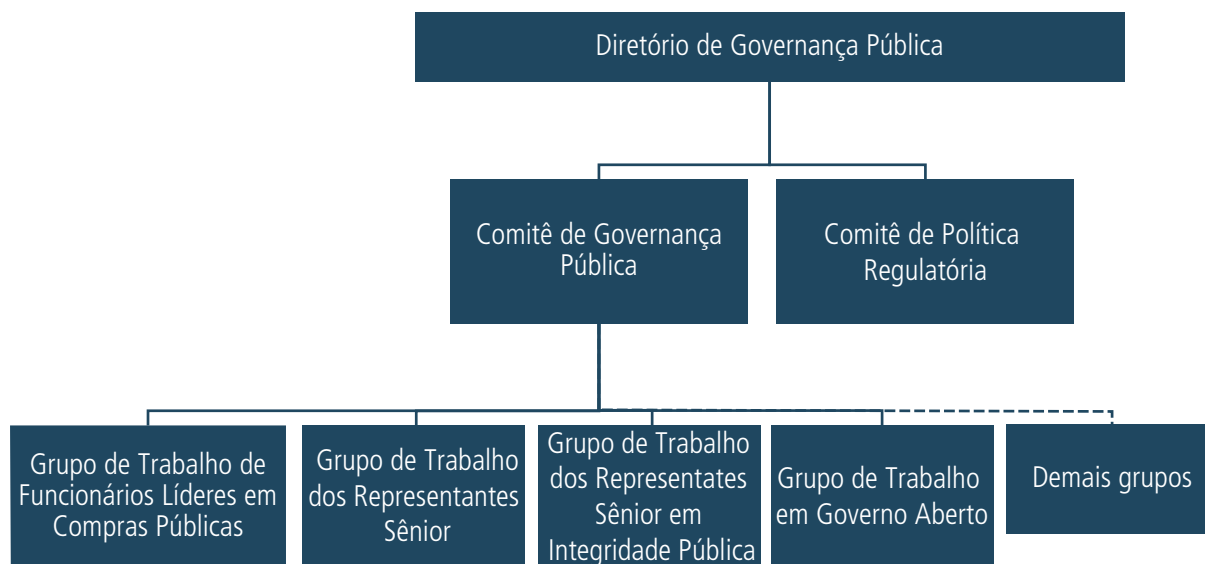 Diretório de Governança Pública
Comitê de Governança
Pública
Comitê de Política
Regulatória
Grupo de Trabalho de
Funcionários Líderes em
Compras Públicas
Grupo de Trabalho
dos Representantes
Sênior
Grupo de Trabalho
dos Representates
Sênior em
Integridade Pública
Grupo de Trabalho
em Governo Aberto
Demais grupos